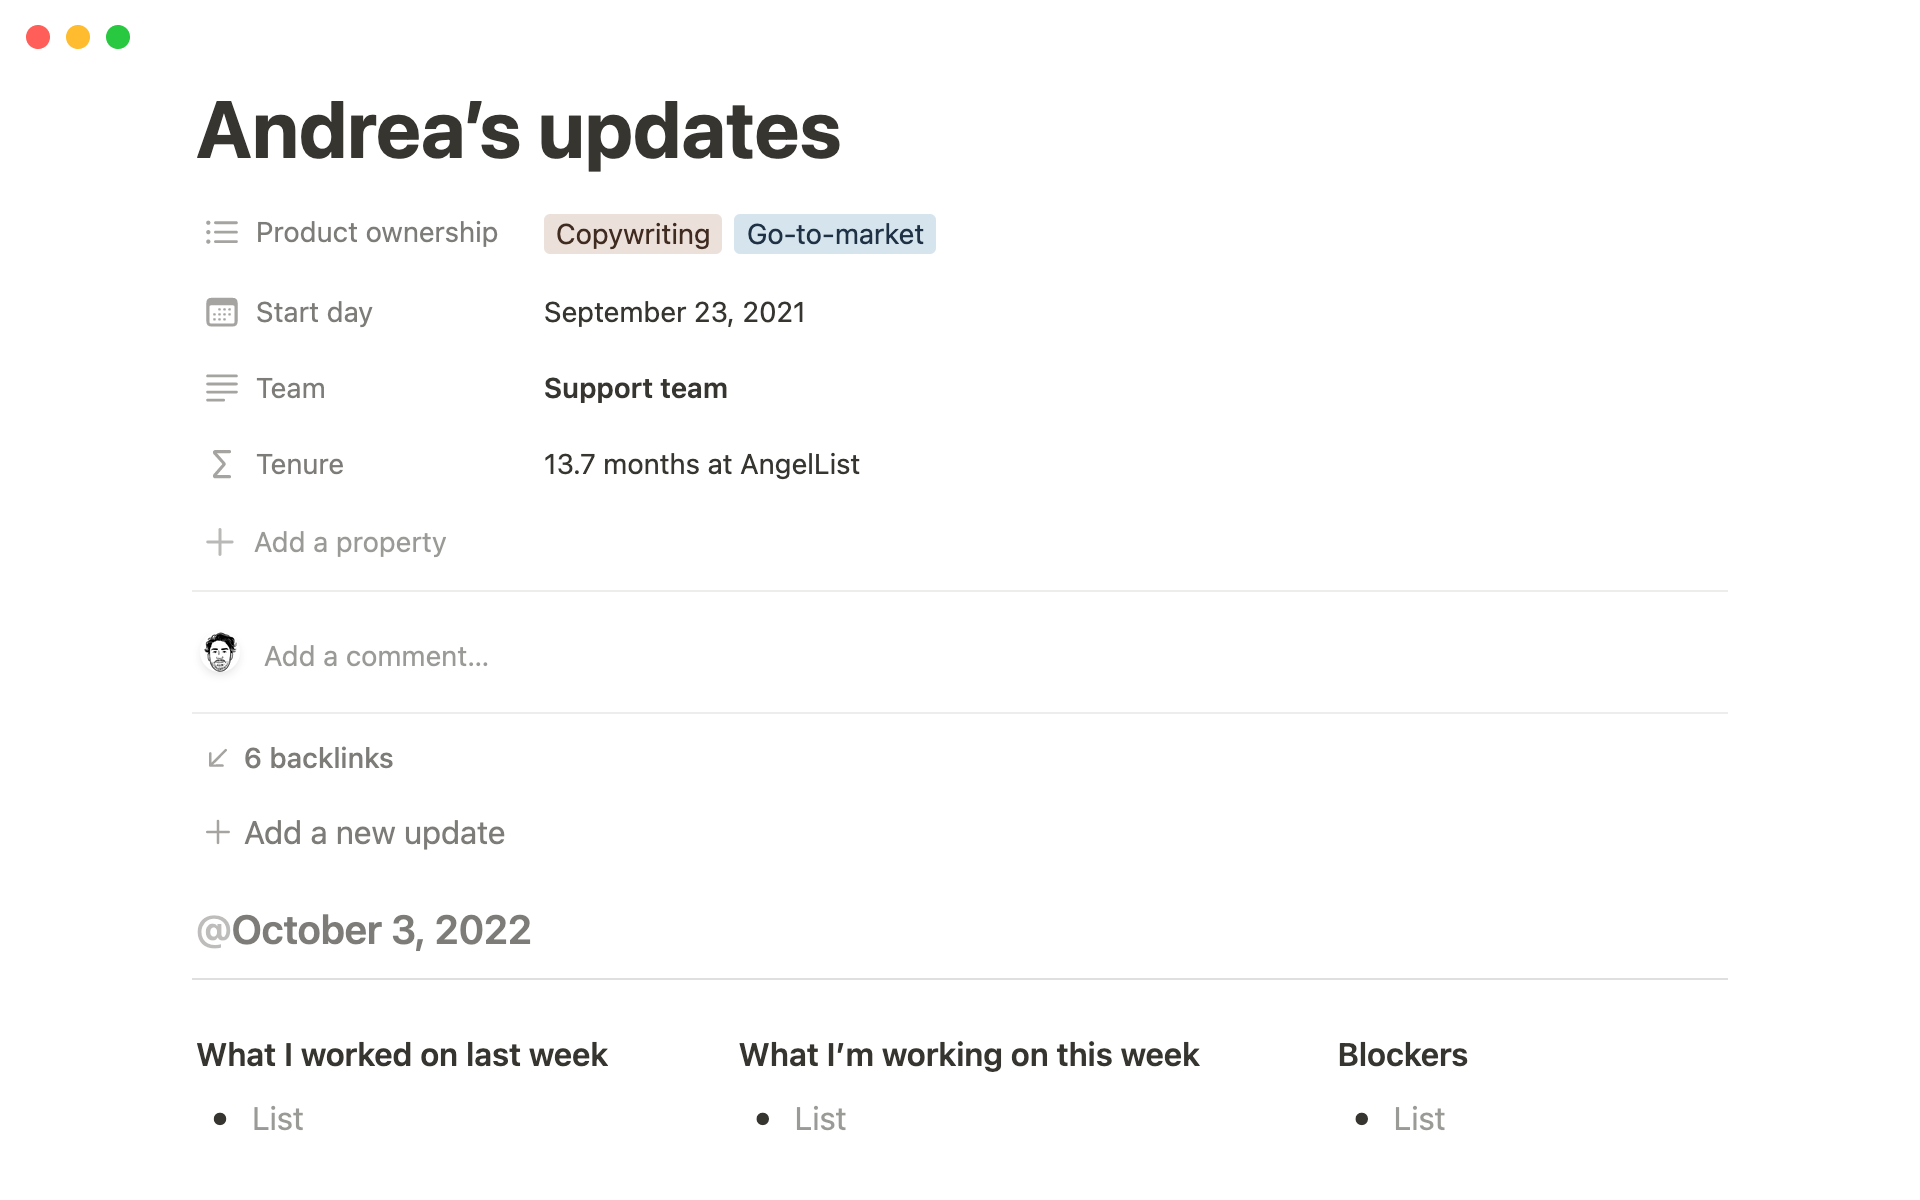 Andrea’s updates
Product ownership Copywriting Go-to-market
Start day September 23, 2021
Team Support team
Tenure 13.7 months at AngelList
Add a property
Add a comment...
6 backlinks
Add a new update
@October 3, 2022
What I worked on last week What I’m working on this week Blockers
• List • List • List